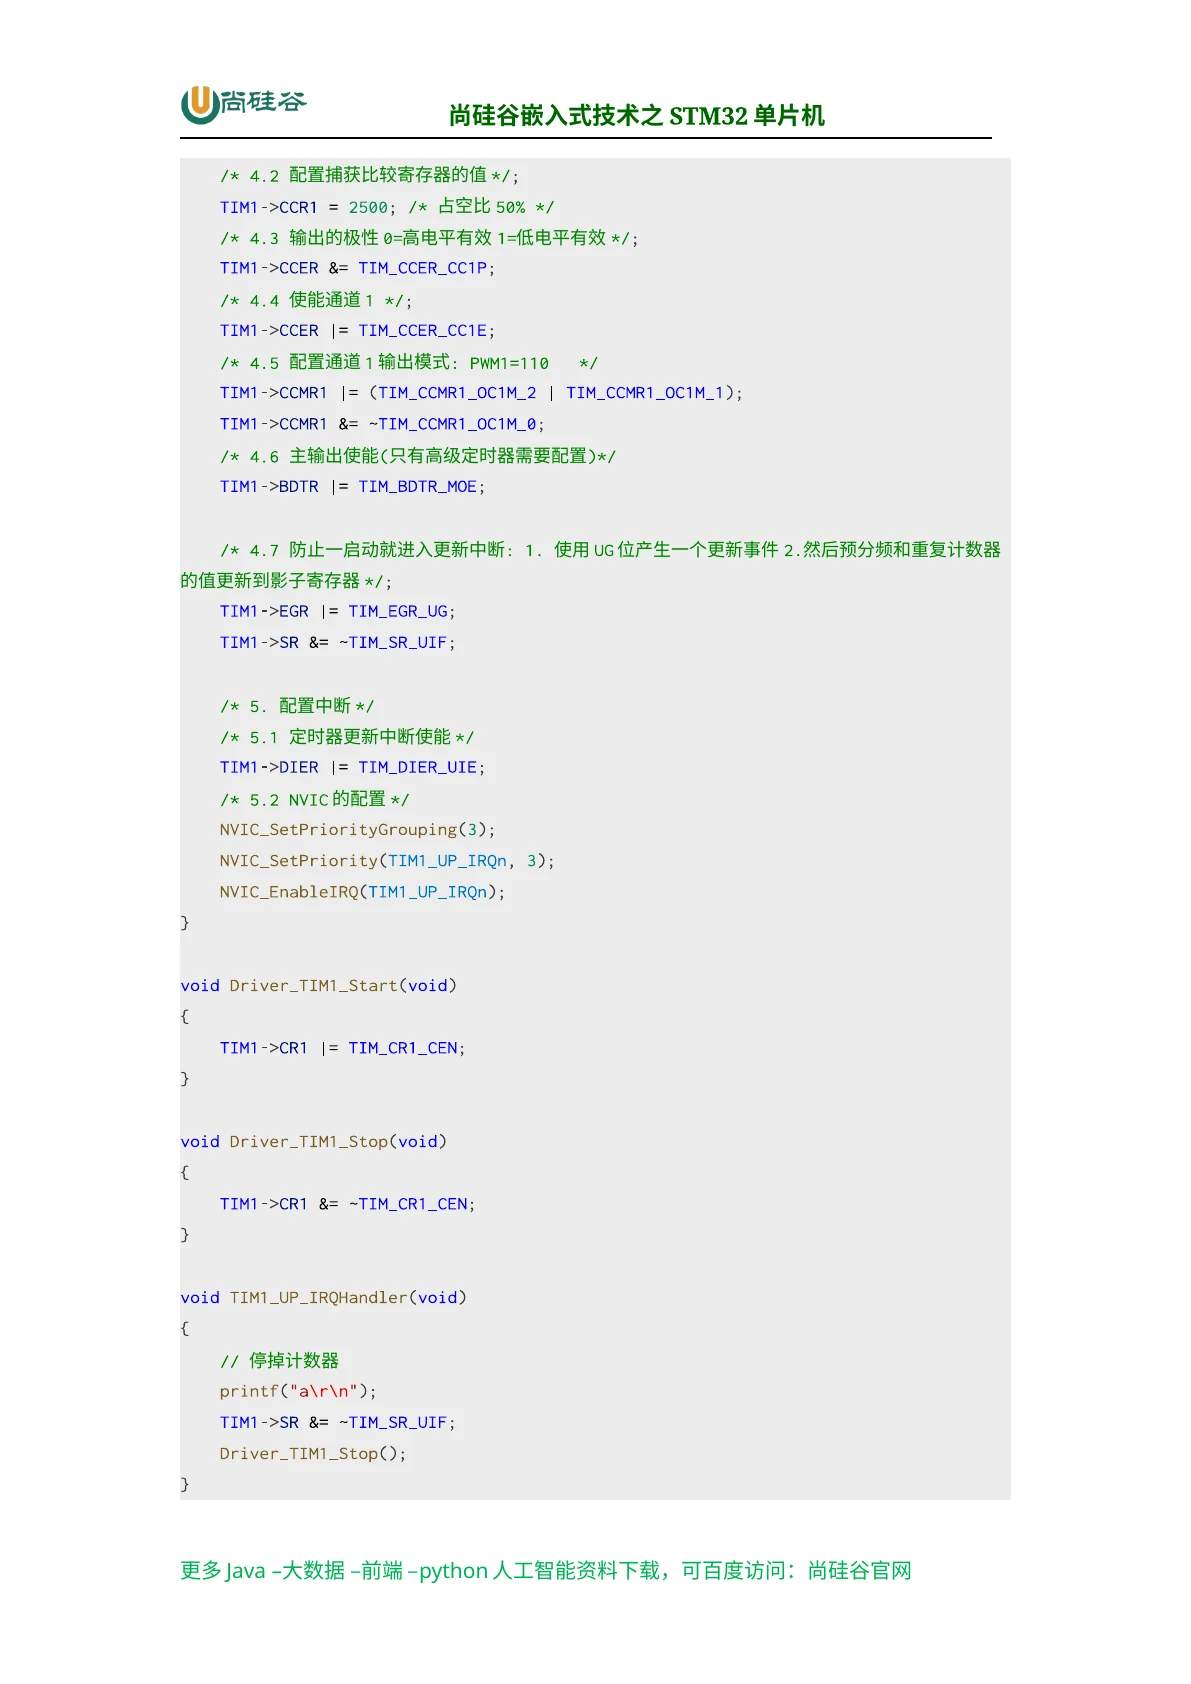 尚硅谷
尚硅谷嵌入式技术之 STM32 单片机
/* 4.2 配置捕获比较寄存器的值 */;
TIM1->CCR1 = 2500; /* 占空比 50% */
/* 4.3 输出的极性 0=高电平有效 1=低电平有效 */;
TIM1->CCER &= TIM_CCER_CC1P;
/* 4.4 使能通道 1 */;
TIM1->CCER |= TIM_CCER_CC1E;
/* 4.5 配置通道 1 输出模式: PWM1=110   */
TIM1->CCMR1 |= (TIM_CCMR1_OC1M_2 | TIM_CCMR1_OC1M_1);
TIM1->CCMR1 &= ~TIM_CCMR1_OC1M_0;
/* 4.6 主输出使能(只有高级定时器需要配置)*/
TIM1->BDTR |= TIM_BDTR_MOE;
/* 4.7 防止一启动就进入更新中断: 1. 使用 UG 位产生一个更新事件 2.然后预分频和重复计数器
的值更新到影子寄存器 */;
TIM1->EGR |= TIM_EGR_UG;
TIM1->SR &= ~TIM_SR_UIF;
/* 5. 配置中断 */
/* 5.1 定时器更新中断使能 */
TIM1->DIER |= TIM_DIER_UIE;
/* 5.2 NVIC 的配置 */
NVIC_SetPriorityGrouping(3);
NVIC_SetPriority(TIM1_UP_IRQn, 3);
NVIC_EnableIRQ(TIM1_UP_IRQn);
}
void Driver_TIM1_Start(void)
{
TIM1->CR1 |= TIM_CR1_CEN;
}
void Driver_TIM1_Stop(void)
{
TIM1->CR1 &= ~TIM_CR1_CEN;
}
void TIM1_UP_IRQHandler(void)
{
// 停掉计数器
printf("a\r\n");
TIM1->SR &= ~TIM_SR_UIF;
Driver_TIM1_Stop();
}
更多 Java –大数据 –前端 –python 人工智能资料下载，可百度访问：尚硅谷官网